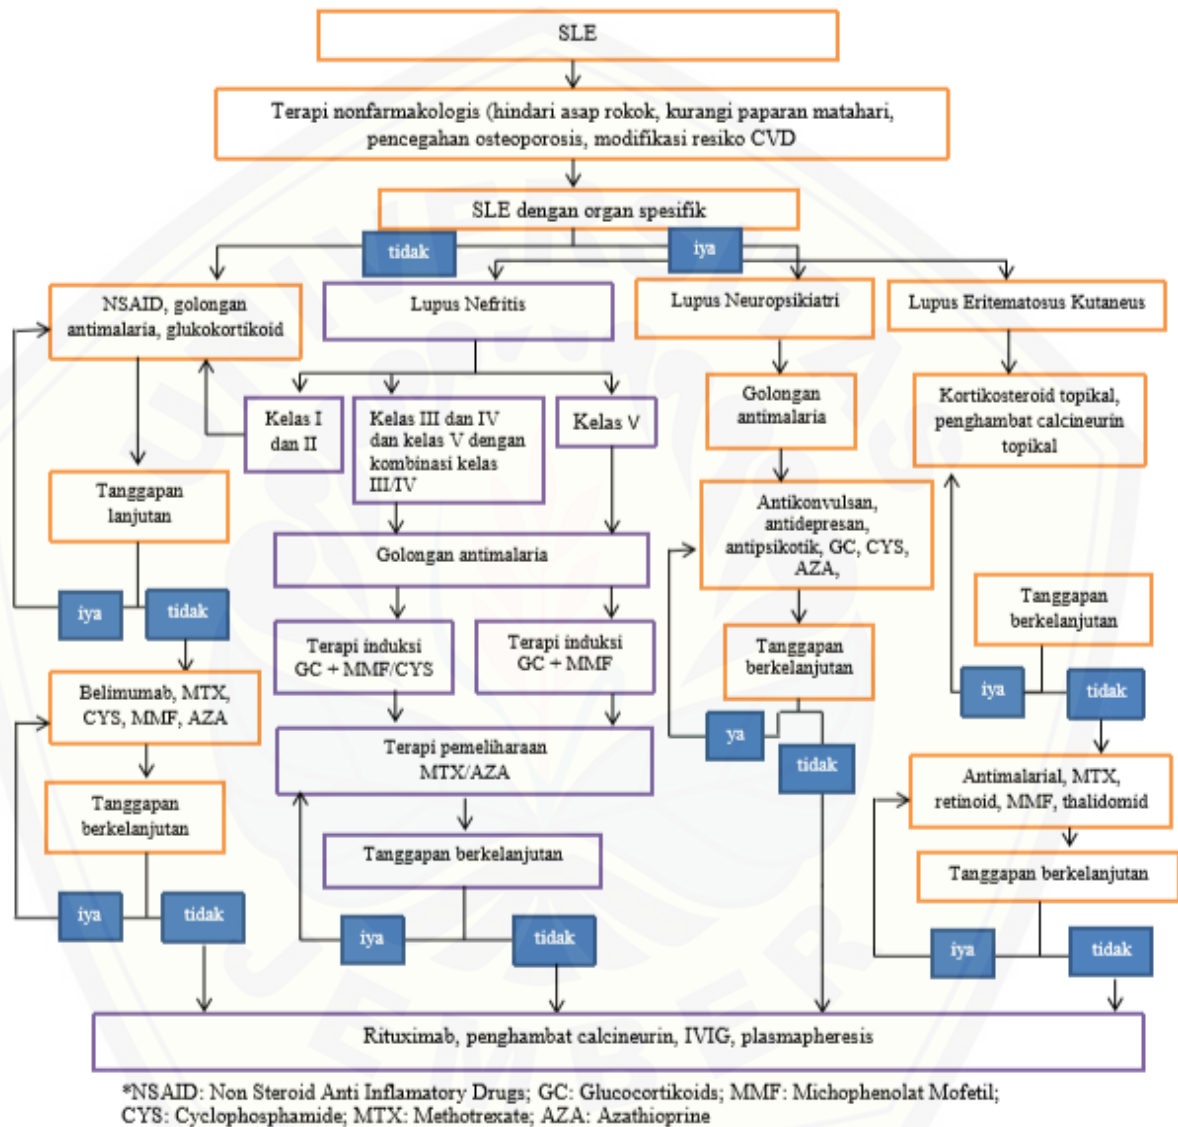 SLE
Terapi nonfarmakologis (hindari asap rokok, kurangi paparan matahari,
pencegahan osteoporosis, modifikasi resiko CVD
SLE dengan organ spesifik
tidak
iya
NSAID, golongan
antimalaria, glukokortikoid
Lupus Nefritis
Lupus Neuropsikiatri
Lupus Eritematosus Kutaneus
Kelas I
dan II
Kelas III dan IV
dan kelas V dengan
kombinasi kelas
III/IV
Kelas V
Golongan
antimalaria
Kortikosteroid topikal,
penghambat calcineurin
topikal
Tanggapan
lanjutan
Golongan antimalaria
Antikonvulsan,
antidepresan,
antipsikotik, GC, CYS,
AZA,
Tanggapan
berkelanjutan
iya
tidak
Terapi induksi
GC + MMF/CYS
Terapi induksi
GC + MMF
Tanggapan
berkelanjutan
iya
tidak
Belimumab, MTX,
CYS, MMF, AZA
Terapi pemeliharaan
MTX/AZA
ya
tidak
Antimalarial, MTX,
retinoid, MMF, thalidomid
Tanggapan
berkelanjutan
Tanggapan berkelanjutan
Tanggapan berkelanjutan
iya
tidak
iya
tidak
iya
tidak
Rituximab, penghambat calcineurin, IVIG, plasmapheresis
*NSAID: Non Steroid Anti Inflamatory Drugs; GC: Glucocortikoids; MMF: Michophenolat Mofetil;
CYS: Cyclophosphamide; MTX: Methotrexate; AZA: Azathioprine
UNIVERSITAS
JEMBER